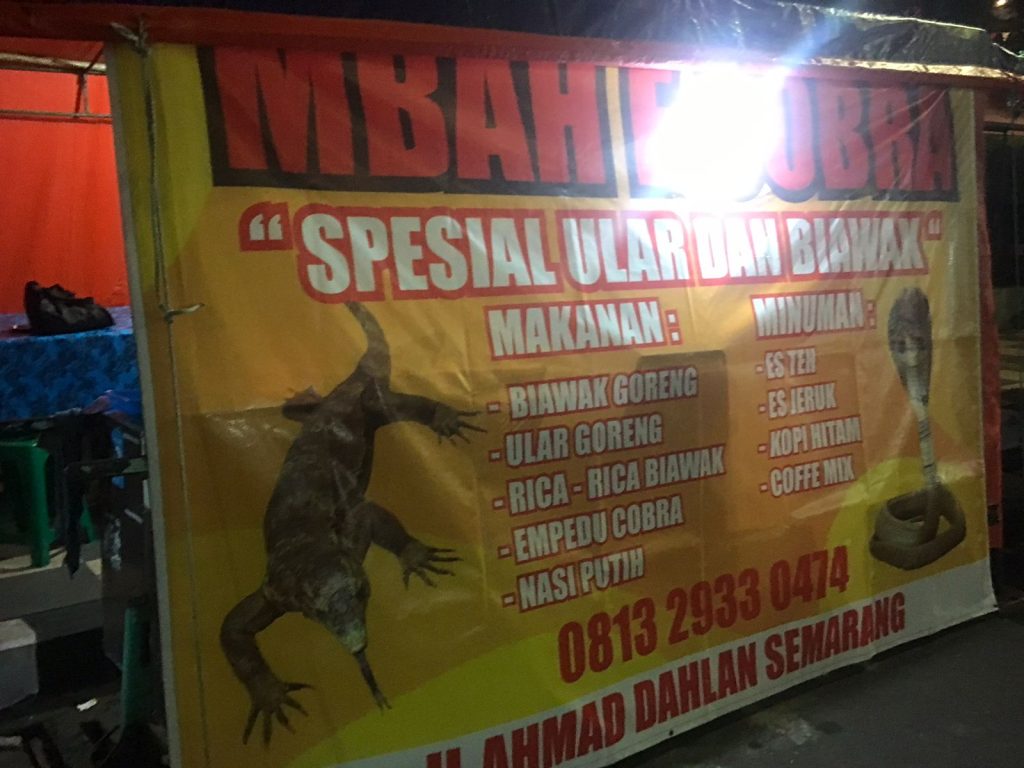 MBAH
"SPESIAL ULAR DAN BIAWAK"
MAKANAN :
- BIAWAK GORENG
- ULAR GORENG
- RICA - RICA BIAWAK
- EMPEDU COBRA
- NASI PUTIH
MINUMAN :
- ES TEH
- ES JERUK
- KOPI HITAM
- COFFE MIX
0813 2933 0474
AHMAD DAHLAN SEMARANG